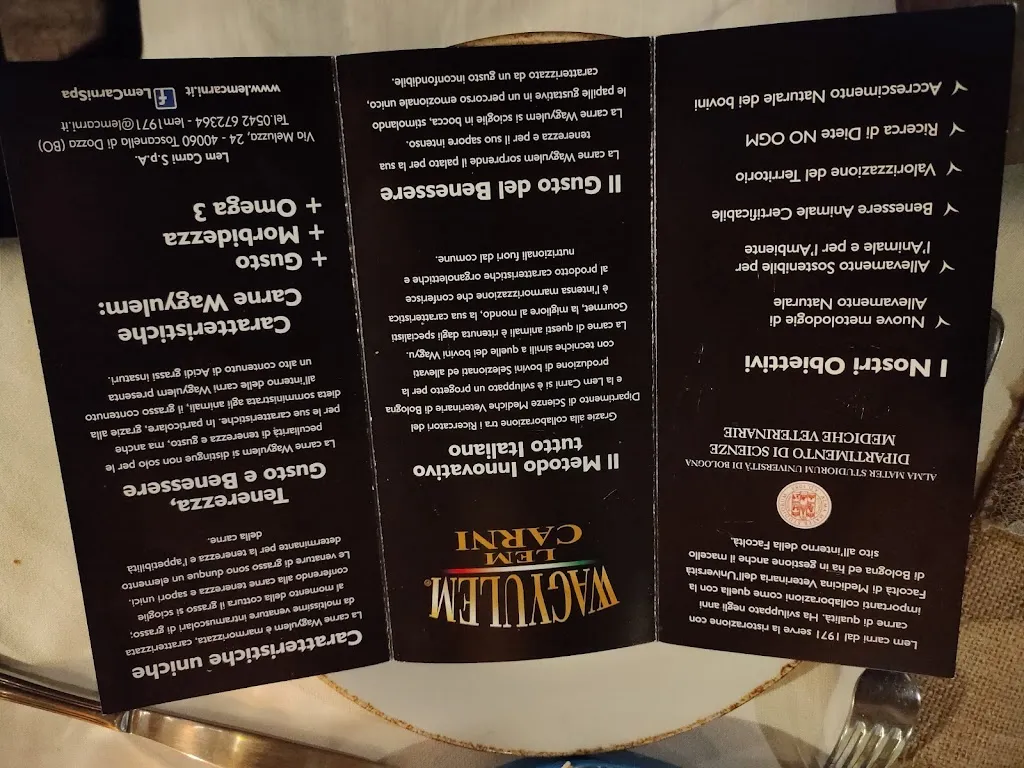 Lem carni dal 1971 serve la ristorazione con
carne di qualità. Ha sviluppato negli anni
importanti collaborazioni come quella con la
Facoltà di Medicina Veterinaria dell'Università
di Bologna ed ha in gestione anche il macello
sito all'interno della Facoltà.
ALMA MATER STUDIORUM UNIVERSITÀ DI BOLOGNA
DIPARTIMENTO DI SCIENZE
MEDICHE VETERINARIE
I Nostri Obiettivi
Nuove metodologie di
Allevamento Naturale
Allevamento Sostenibile per
l'Animale e per l'Ambiente
Benessere Animale Certificabile
Valorizzazione del Territorio
Ricerca di Diete NO OGM
Accrescimento Naturale dei bovini
WAGYULEM®
LEM
CARNI
Il Metodo Innovativo
tutto Italiano
Grazie alla collaborazione tra i Ricercatori del
Dipartimento di Scienze Mediche Veterinarie di Bologna
e la Lem Carni si è sviluppato un progetto per la
produzione di bovini Selezionati ed allevati
con tecniche simili a quelle dei bovini Wagyu.
La carne di questi animali è ritenuta dagli specialisti
Gourmet, la migliore al mondo, la sua caratteristica
è l'intensa marmorizzazione che conferisce
al prodotto caratteristiche organolettiche e
nutrizionali fuori dal comune.
Il Gusto del Benessere
La carne Wagyulem sorprende il palato per la sua
tenerezza e per il suo sapore intenso.
La carne Wagyulem si scioglie in bocca, stimolando
le papille gustative in un percorso emozionale unico,
caratterizzato da un gusto inconfondibile.
Caratteristiche uniche
La carne Wagyulem è marmorizzata, caratterizzata
da moltissime venature intramuscolari di grasso;
al momento della cottura il grasso si scioglie
conferendo alla carne tenerezza e sapori unici.
Le venature di grasso sono dunque un elemento
determinante per la tenerezza e l'appetibilità
della carne.
Tenerezza,
Gusto e Benessere
La carne Wagyulem si distingue non solo per le
peculiarità di tenerezza e gusto, ma anche
per le sue caratteristiche. In particolare, grazie alla
dieta somministrata agli animali, il grasso contenuto
all'interno delle carni Wagyulem presenta
un alto contenuto di Acidi grassi insaturi.
Caratteristiche
Carne Wagyulem:
+ Gusto
+ Morbidezza
+ Omega 3
Lem Carni S.p.A.
Via Meluzza, 24 - 40060 Toscanella di Dozza (BO)
Tel.0542 672364 - lem1971@lemcarni.it
www.lemcarni.it f LemCarniSpa